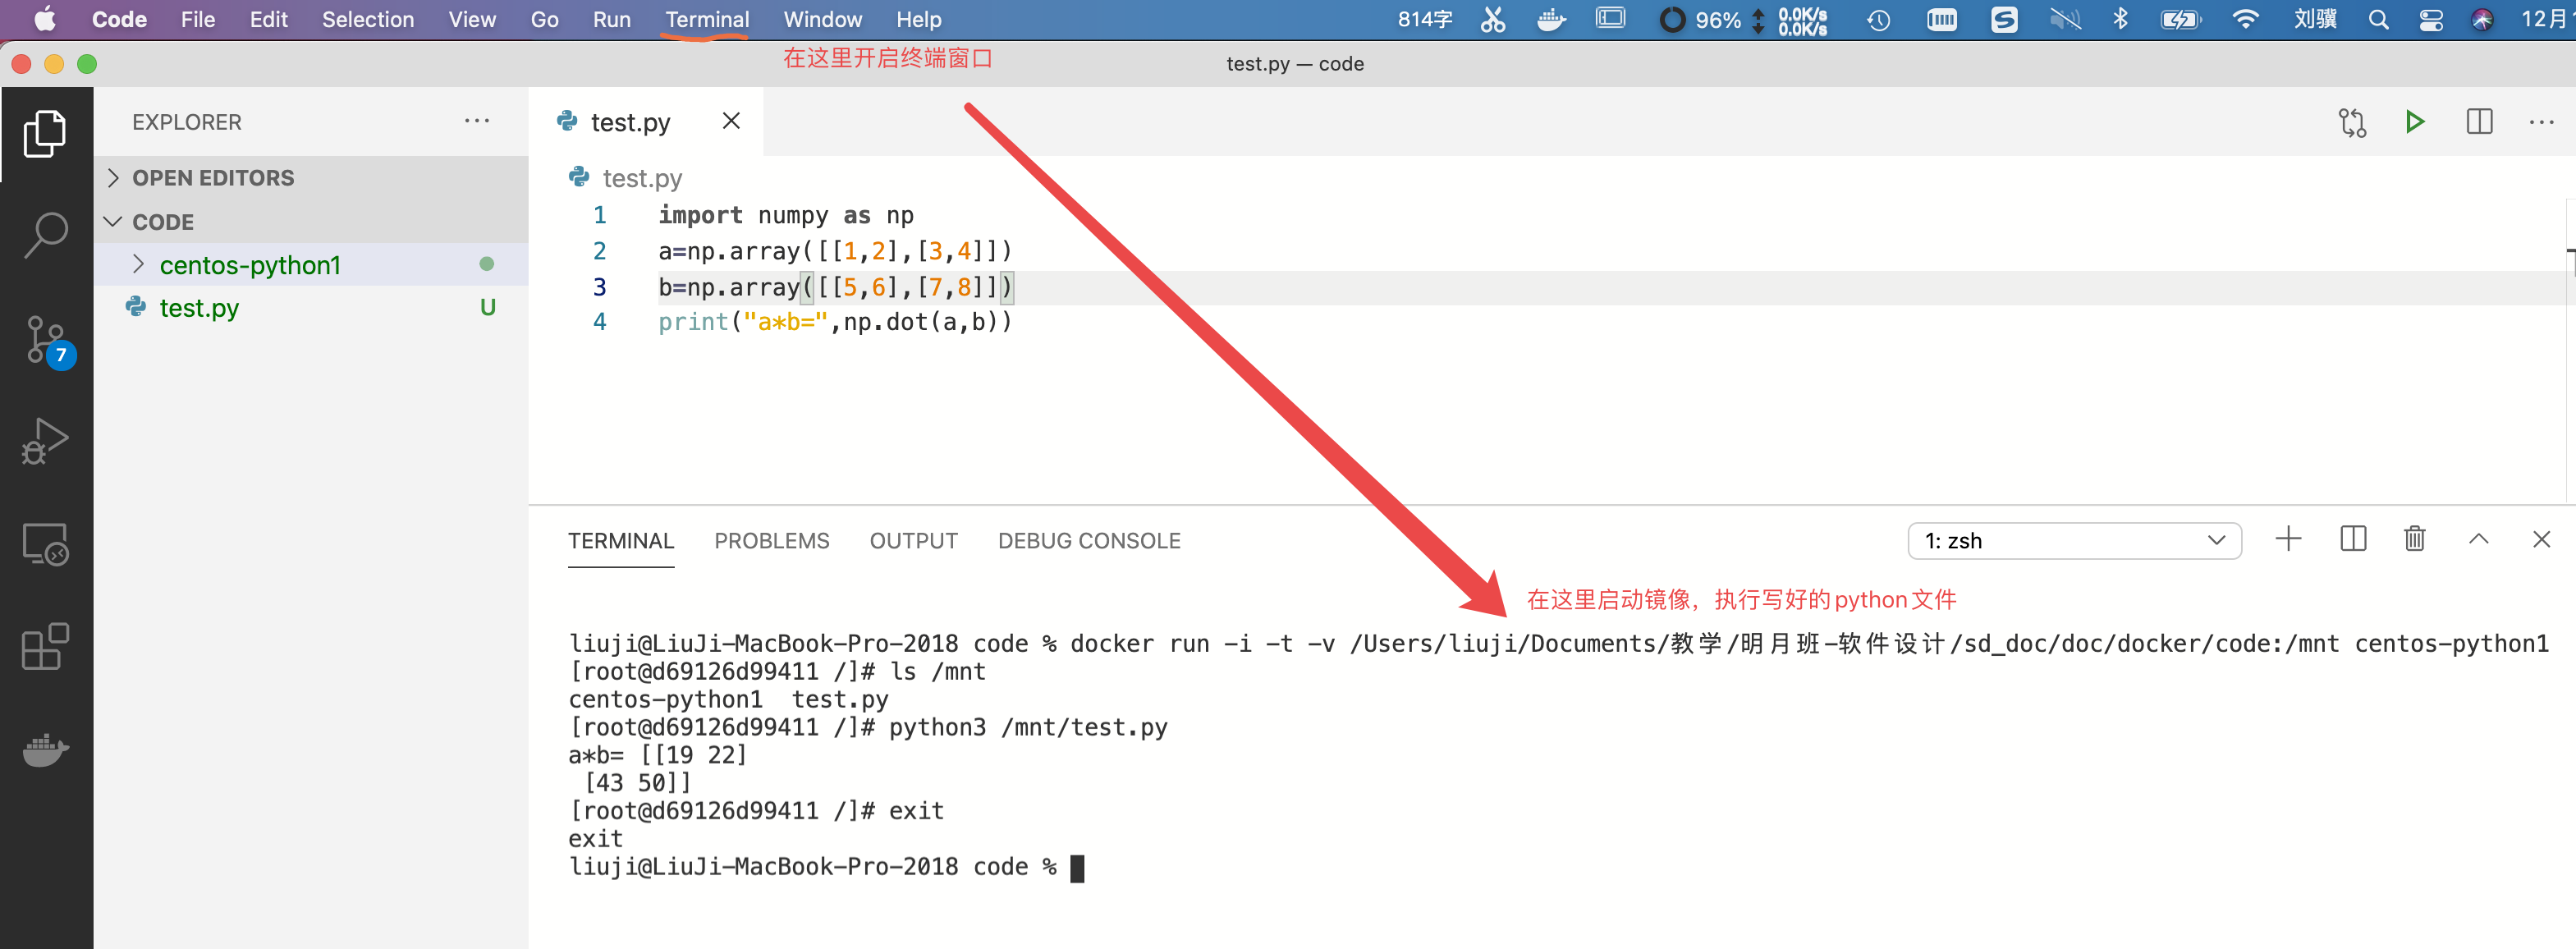 Code File Edit Selection View Go Run Terminal Window Help 814字 96% 0.0K/s 0.0K/s 刘骥 12月
在这里开启终端窗口
test.py — code
EXPLORER
test.py
OPEN EDITORS
CODE
centos-python1
test.py U
7
test.py
1 import numpy as np
2 a=np.array([[1,2],[3,4]])
3 b=np.array([[5,6],[7,8]])
4 print("a*b=",np.dot(a,b))
TERMINAL PROBLEMS OUTPUT DEBUG CONSOLE 1: zsh
在这里启动镜像，执行写好的python文件
liuji@LiuJi-MacBook-Pro-2018 code % docker run -i -t -v /Users/liuji/Documents/教学/明月班-软件设计/sd_doc/doc/docker/code:/mnt centos-python1
[root@d69126d99411 /]# ls /mnt
centos-python1  test.py
[root@d69126d99411 /]# python3 /mnt/test.py
a*b= [[19 22]
 [43 50]]
[root@d69126d99411 /]# exit
exit
liuji@LiuJi-MacBook-Pro-2018 code %